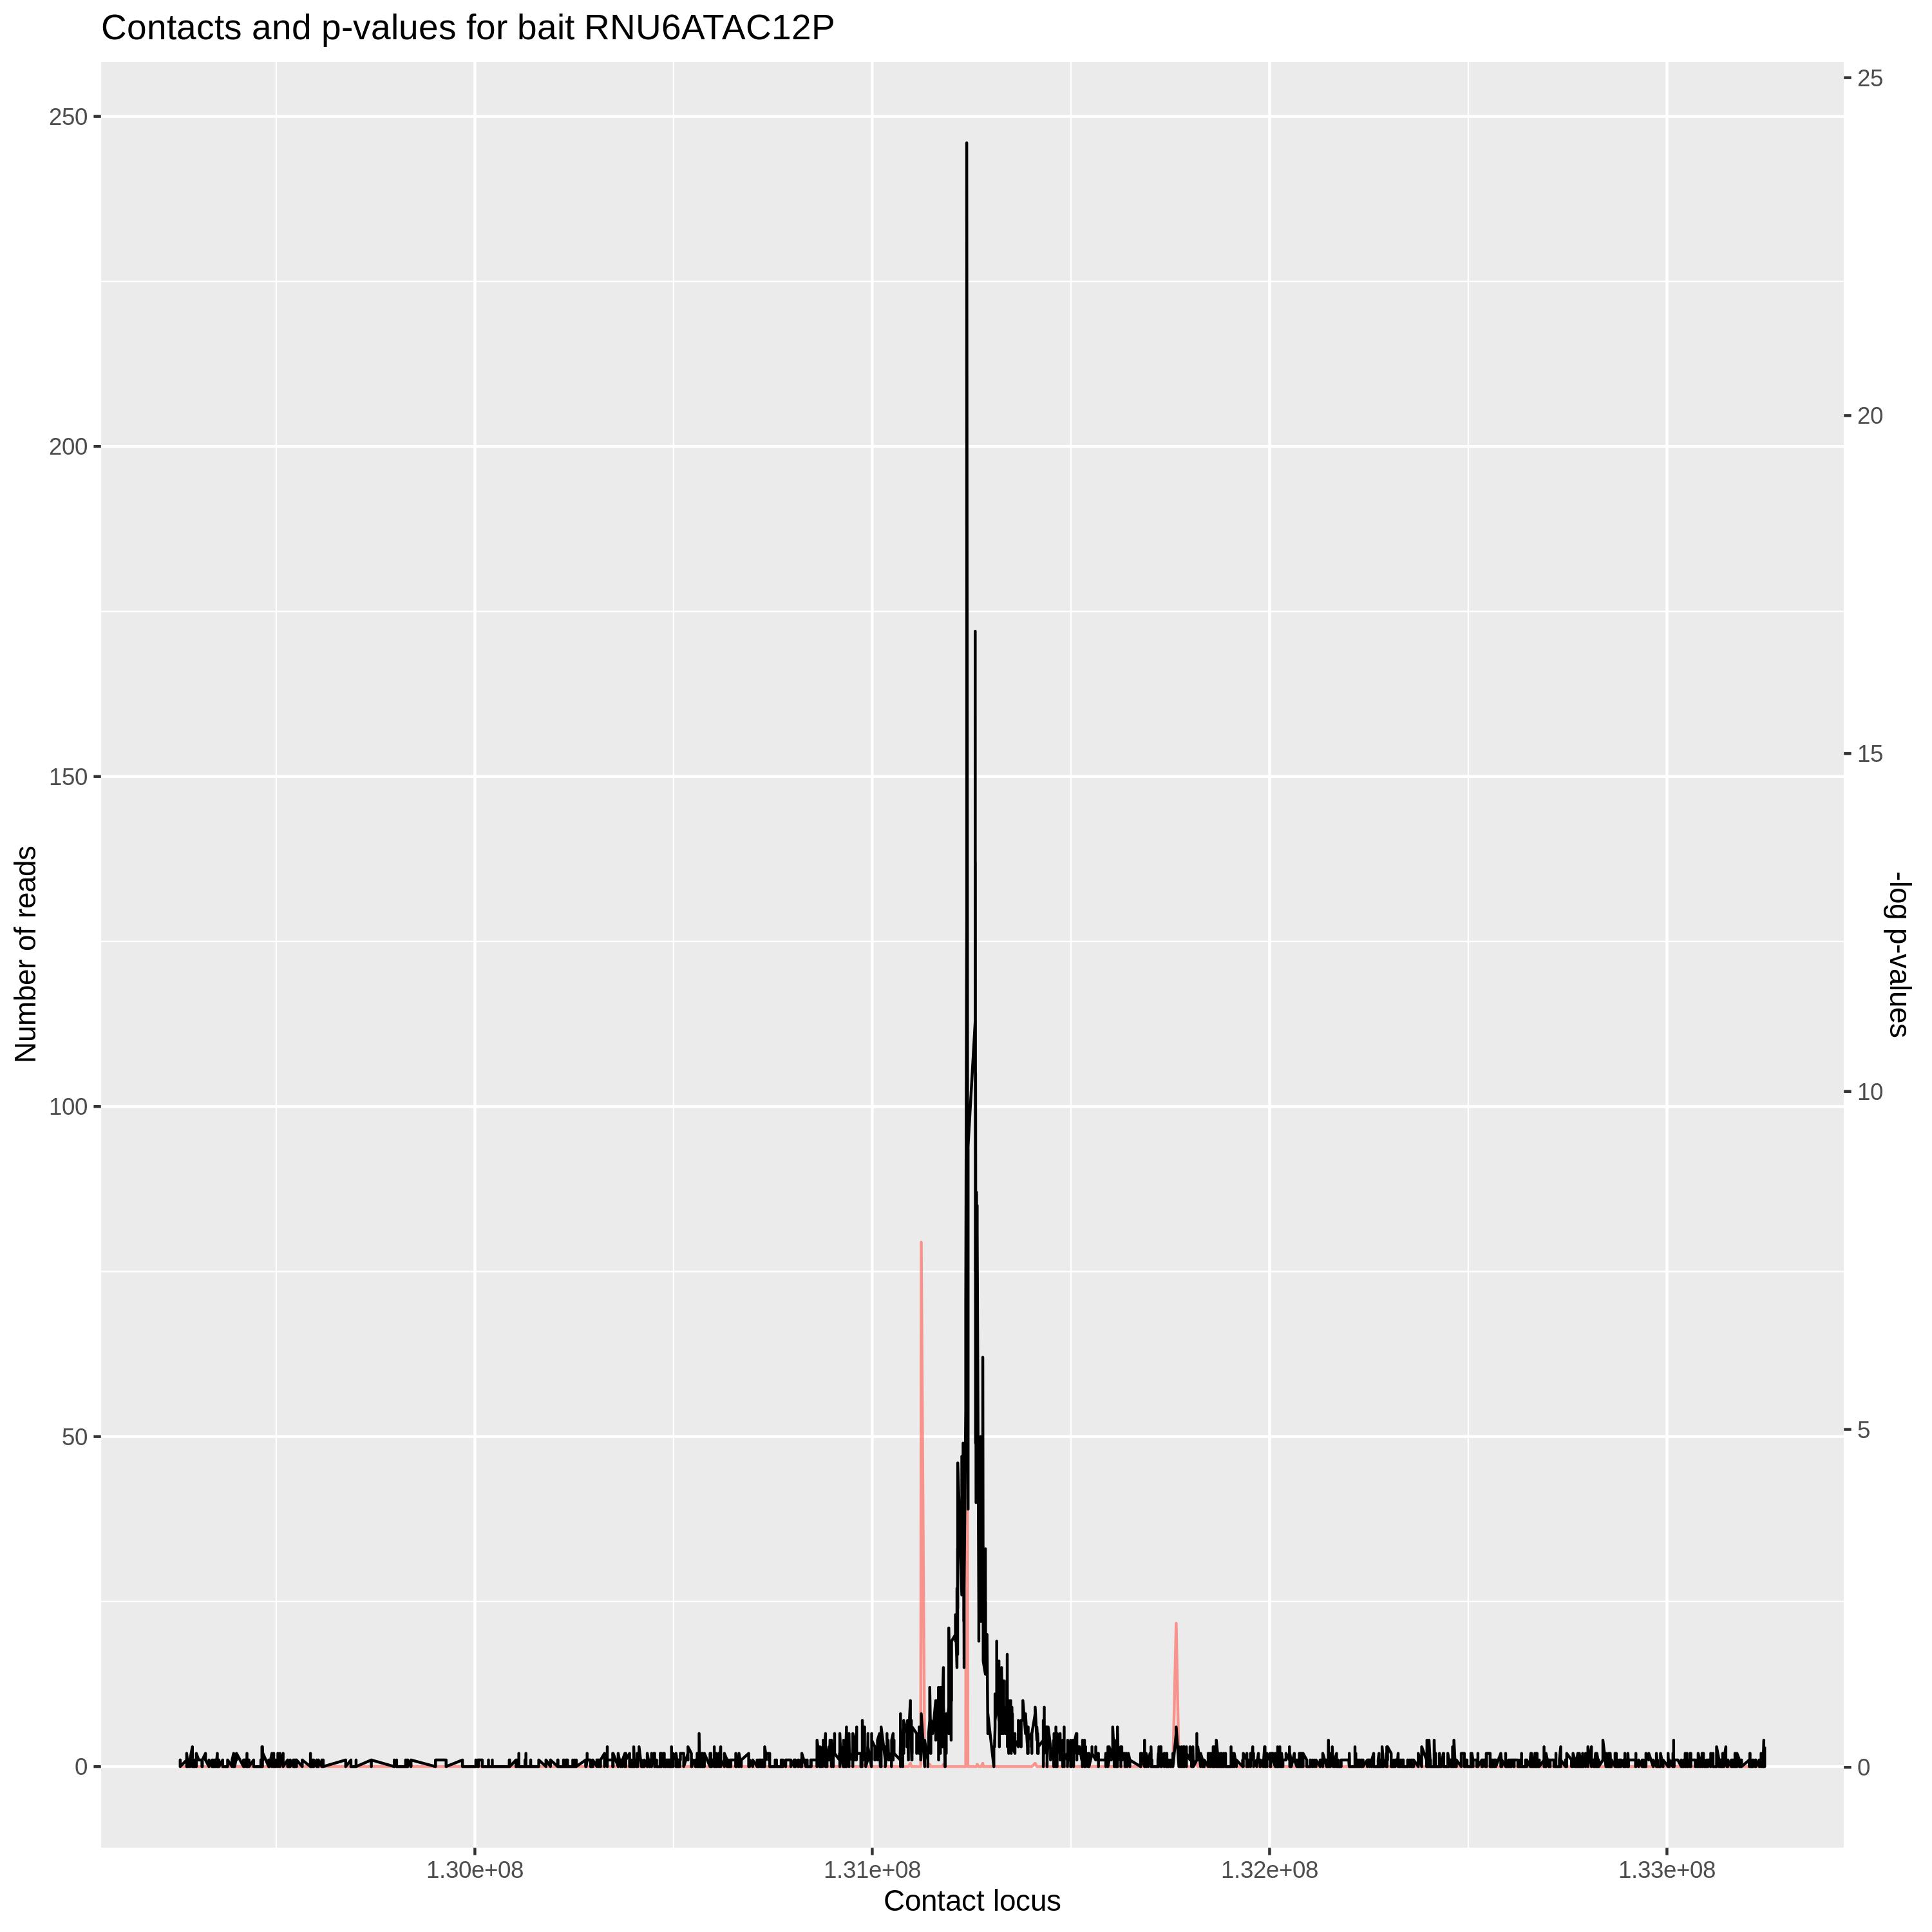 Contacts and p-values for bait RNU6ATAC12P
250
200
150
100
50
0
Number of reads
25
20
15
10
5
0
-log p-values
1.30e+08
1.31e+08
1.32e+08
1.33e+08
Contact locus